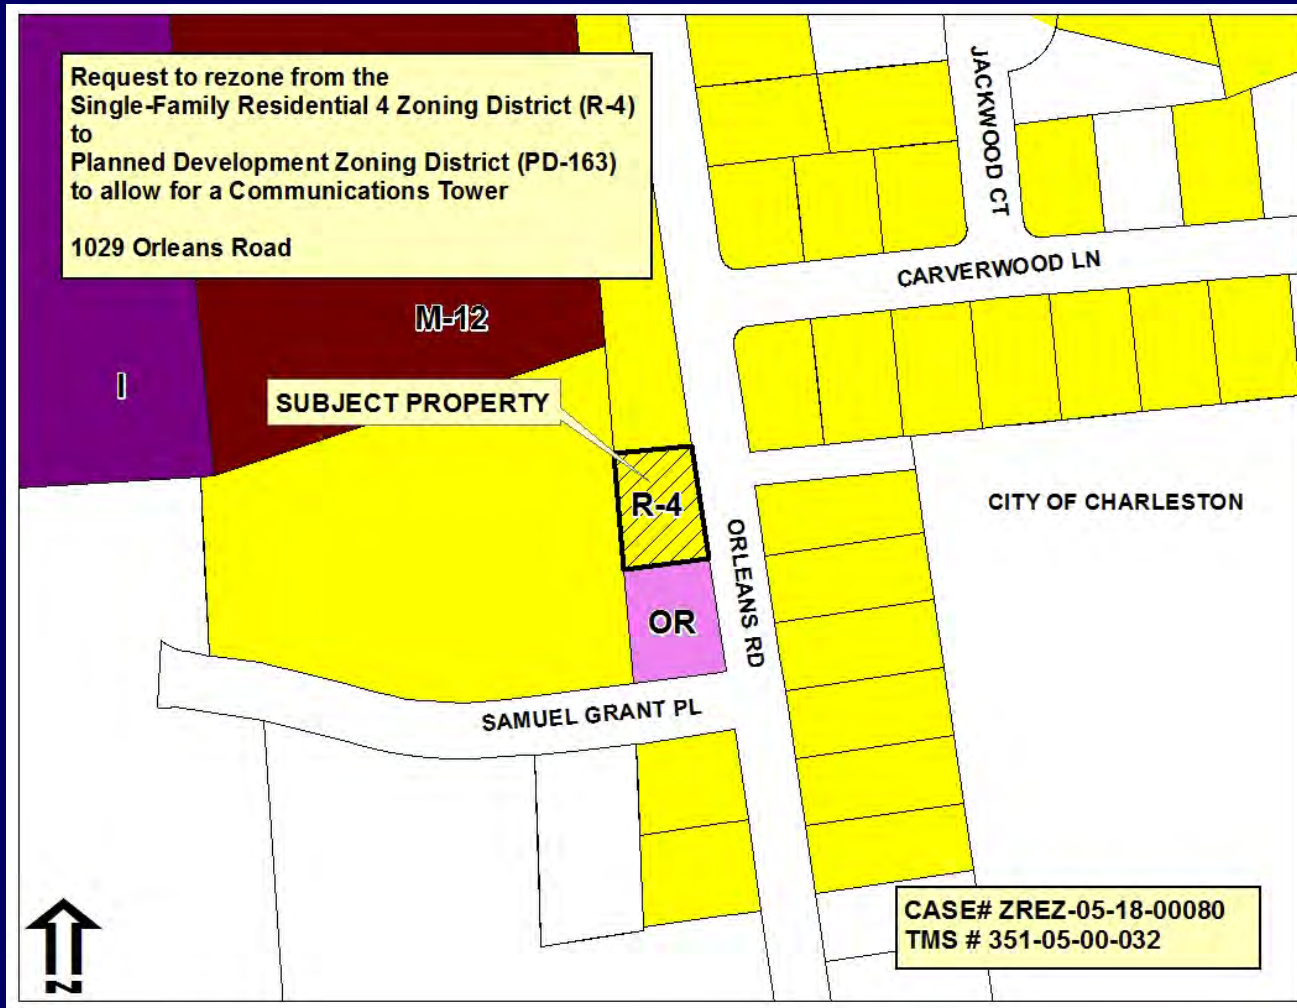 Request to rezone from the
Single-Family Residential 4 Zoning District (R-4)
to
Planned Development Zoning District (PD-163)
to allow for a Communications Tower
1029 Orleans Road
JACKWOOD CT
CARVERWOOD LN
M-12
I
SUBJECT PROPERTY
R-4
CITY OF CHARLESTON
ORLEANS RD
OR
SAMUEL GRANT PL
CASE# ZREZ-05-18-00080
TMS # 351-05-00-032
N